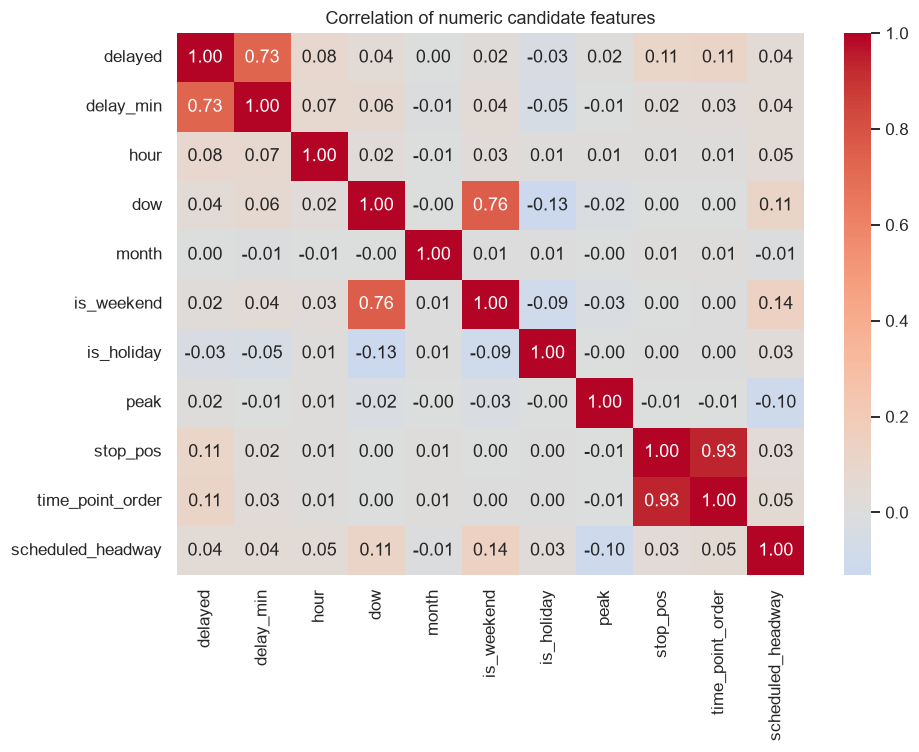 Correlation of numeric candidate features
delayed 1.00 0.73 0.08 0.04 0.00 0.02 -0.03 0.02 0.11 0.11 0.04
delay_min 0.73 1.00 0.07 0.06 -0.01 0.04 -0.05 -0.01 0.02 0.03 0.04
hour 0.08 0.07 1.00 0.02 -0.01 0.03 0.01 0.01 0.01 0.01 0.05
dow 0.04 0.06 0.02 1.00 -0.00 0.76 -0.13 -0.02 0.00 0.00 0.11
month 0.00 -0.01 -0.01 -0.00 1.00 0.01 0.01 -0.00 0.01 0.01 -0.01
is_weekend 0.02 0.04 0.03 0.76 0.01 1.00 -0.09 -0.03 0.00 0.00 0.14
is_holiday -0.03 -0.05 0.01 -0.13 0.01 -0.09 1.00 -0.00 0.00 0.00 0.03
peak 0.02 -0.01 0.01 -0.02 -0.00 -0.03 -0.00 1.00 -0.01 -0.01 -0.10
stop_pos 0.11 0.02 0.01 0.00 0.01 0.00 0.00 -0.01 1.00 0.93 0.03
time_point_order 0.11 0.03 0.01 0.00 0.01 0.00 0.00 -0.01 0.93 1.00 0.05
scheduled_headway 0.04 0.04 0.05 0.11 -0.01 0.14 0.03 -0.10 0.03 0.05 1.00
delayed
delay_min
hour
dow
month
is_weekend
is_holiday
peak
stop_pos
time_point_order
scheduled_headway
1.0
0.8
0.6
0.4
0.2
0.0